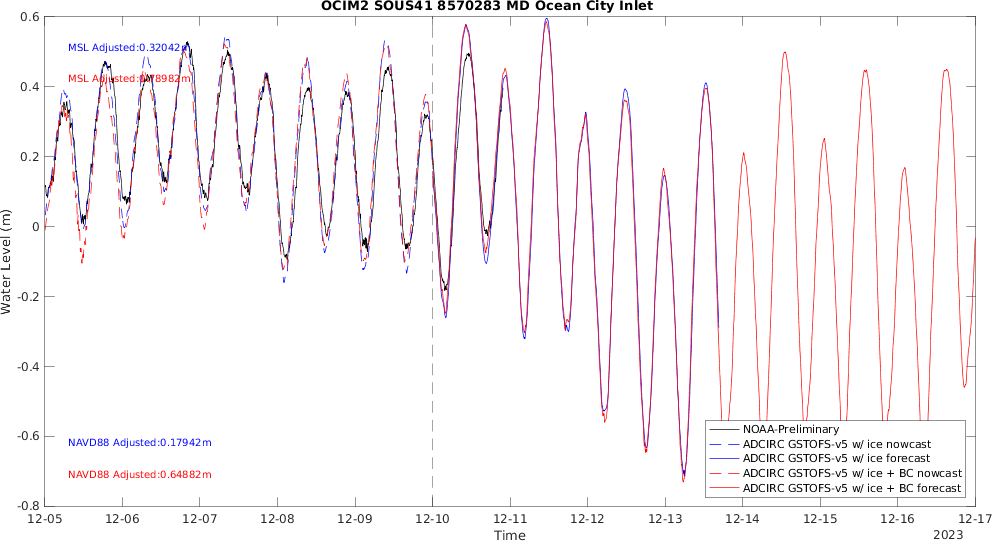 OCIM2 SOUS41 8570283 MD Ocean City Inlet
0.6
0.4
0.2
0
-0.2
-0.4
-0.6
-0.8
Water Level (m)
MSL Adjusted:0.32042m
MSL Adjusted:0.78982m
NAVD88 Adjusted:0.17942m
NAVD88 Adjusted:0.64882m
NOAA-Preliminary
ADCIRC GSTOFS-v5 w/ ice nowcast
ADCIRC GSTOFS-v5 w/ ice forecast
ADCIRC GSTOFS-v5 w/ ice + BC nowcast
ADCIRC GSTOFS-v5 w/ ice + BC forecast
12-05 12-06 12-07 12-08 12-09 12-10 12-11 12-12 12-13 12-14 12-15 12-16 12-17
Time
2023